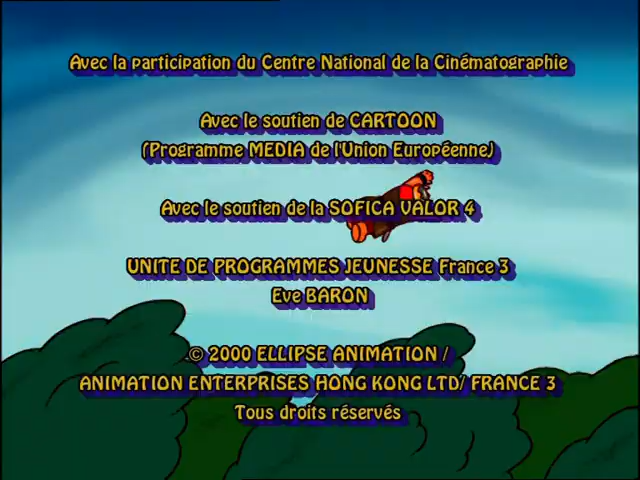 Avec la participation du Centre National de la Cinématographie
Avec le soutien de CARTOON
(Programme MEDIA de l'Union Européenne)
Avec le soutien de la SOFICA VALOR 4
UNITE DE PROGRAMMES JEUNESSE France 3
Eve BARON
© 2000 ELLIPSE ANIMATION /
ANIMATION ENTERPRISES HONG KONG LTD/ FRANCE 3
Tous droits réservés